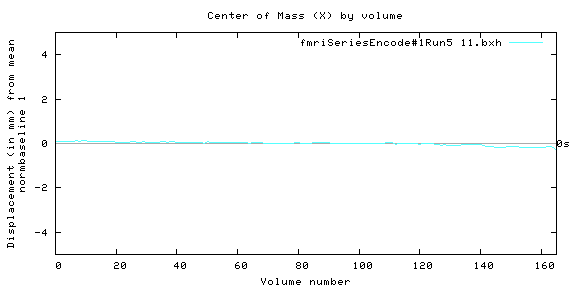 Center of Mass (X) by volume
fmriSeriesEncode#1Run5 11.bxh
Displacement (in mm) from mean
normbaseline 1
4
2
0
-2
-4
0s
0 20 40 60 80 100 120 140 160
Volume number